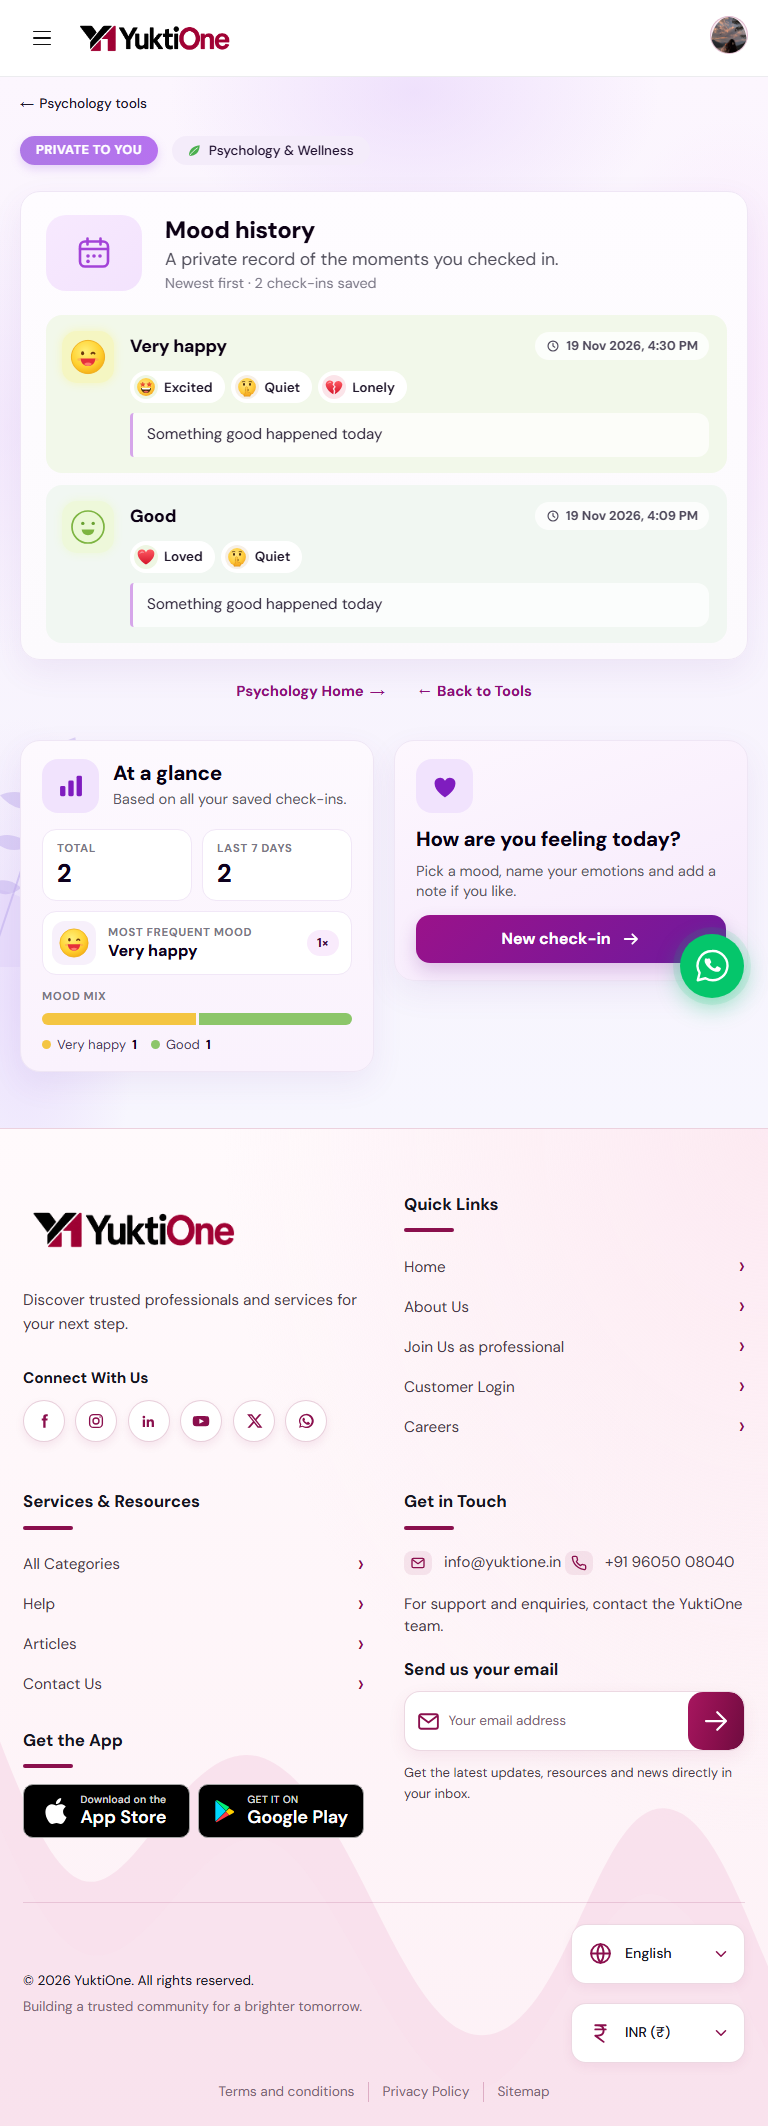 YuktiOne
← Psychology tools
PRIVATE TO YOU
Psychology & Wellness
Mood history
A private record of the moments you checked in.
Newest first · 2 check-ins saved
Very happy
19 Nov 2026, 4:30 PM
Excited
Quiet
Lonely
Something good happened today
Good
19 Nov 2026, 4:09 PM
Loved
Quiet
Something good happened today
Psychology Home →
← Back to Tools
At a glance
Based on all your saved check-ins.
TOTAL
2
LAST 7 DAYS
2
MOST FREQUENT MOOD
Very happy
1×
MOOD MIX
Very happy 1
Good 1
How are you feeling today?
Pick a mood, name your emotions and add a
note if you like.
New check-in →
YuktiOne
Discover trusted professionals and services for
your next step.
Connect With Us
Quick Links
Home
About Us
Join Us as professional
Customer Login
Careers
Services & Resources
All Categories
Help
Articles
Contact Us
Get the App
Download on the
App Store
GET IT ON
Google Play
Get in Touch
info@yuktione.in
+91 96050 08040
For support and enquiries, contact the YuktiOne
team.
Send us your email
Your email address
Get the latest updates, resources and news directly in
your inbox.
© 2026 YuktiOne. All rights reserved.
Building a trusted community for a brighter tomorrow.
English
₹ INR (₹)
Terms and conditions
Privacy Policy
Sitemap